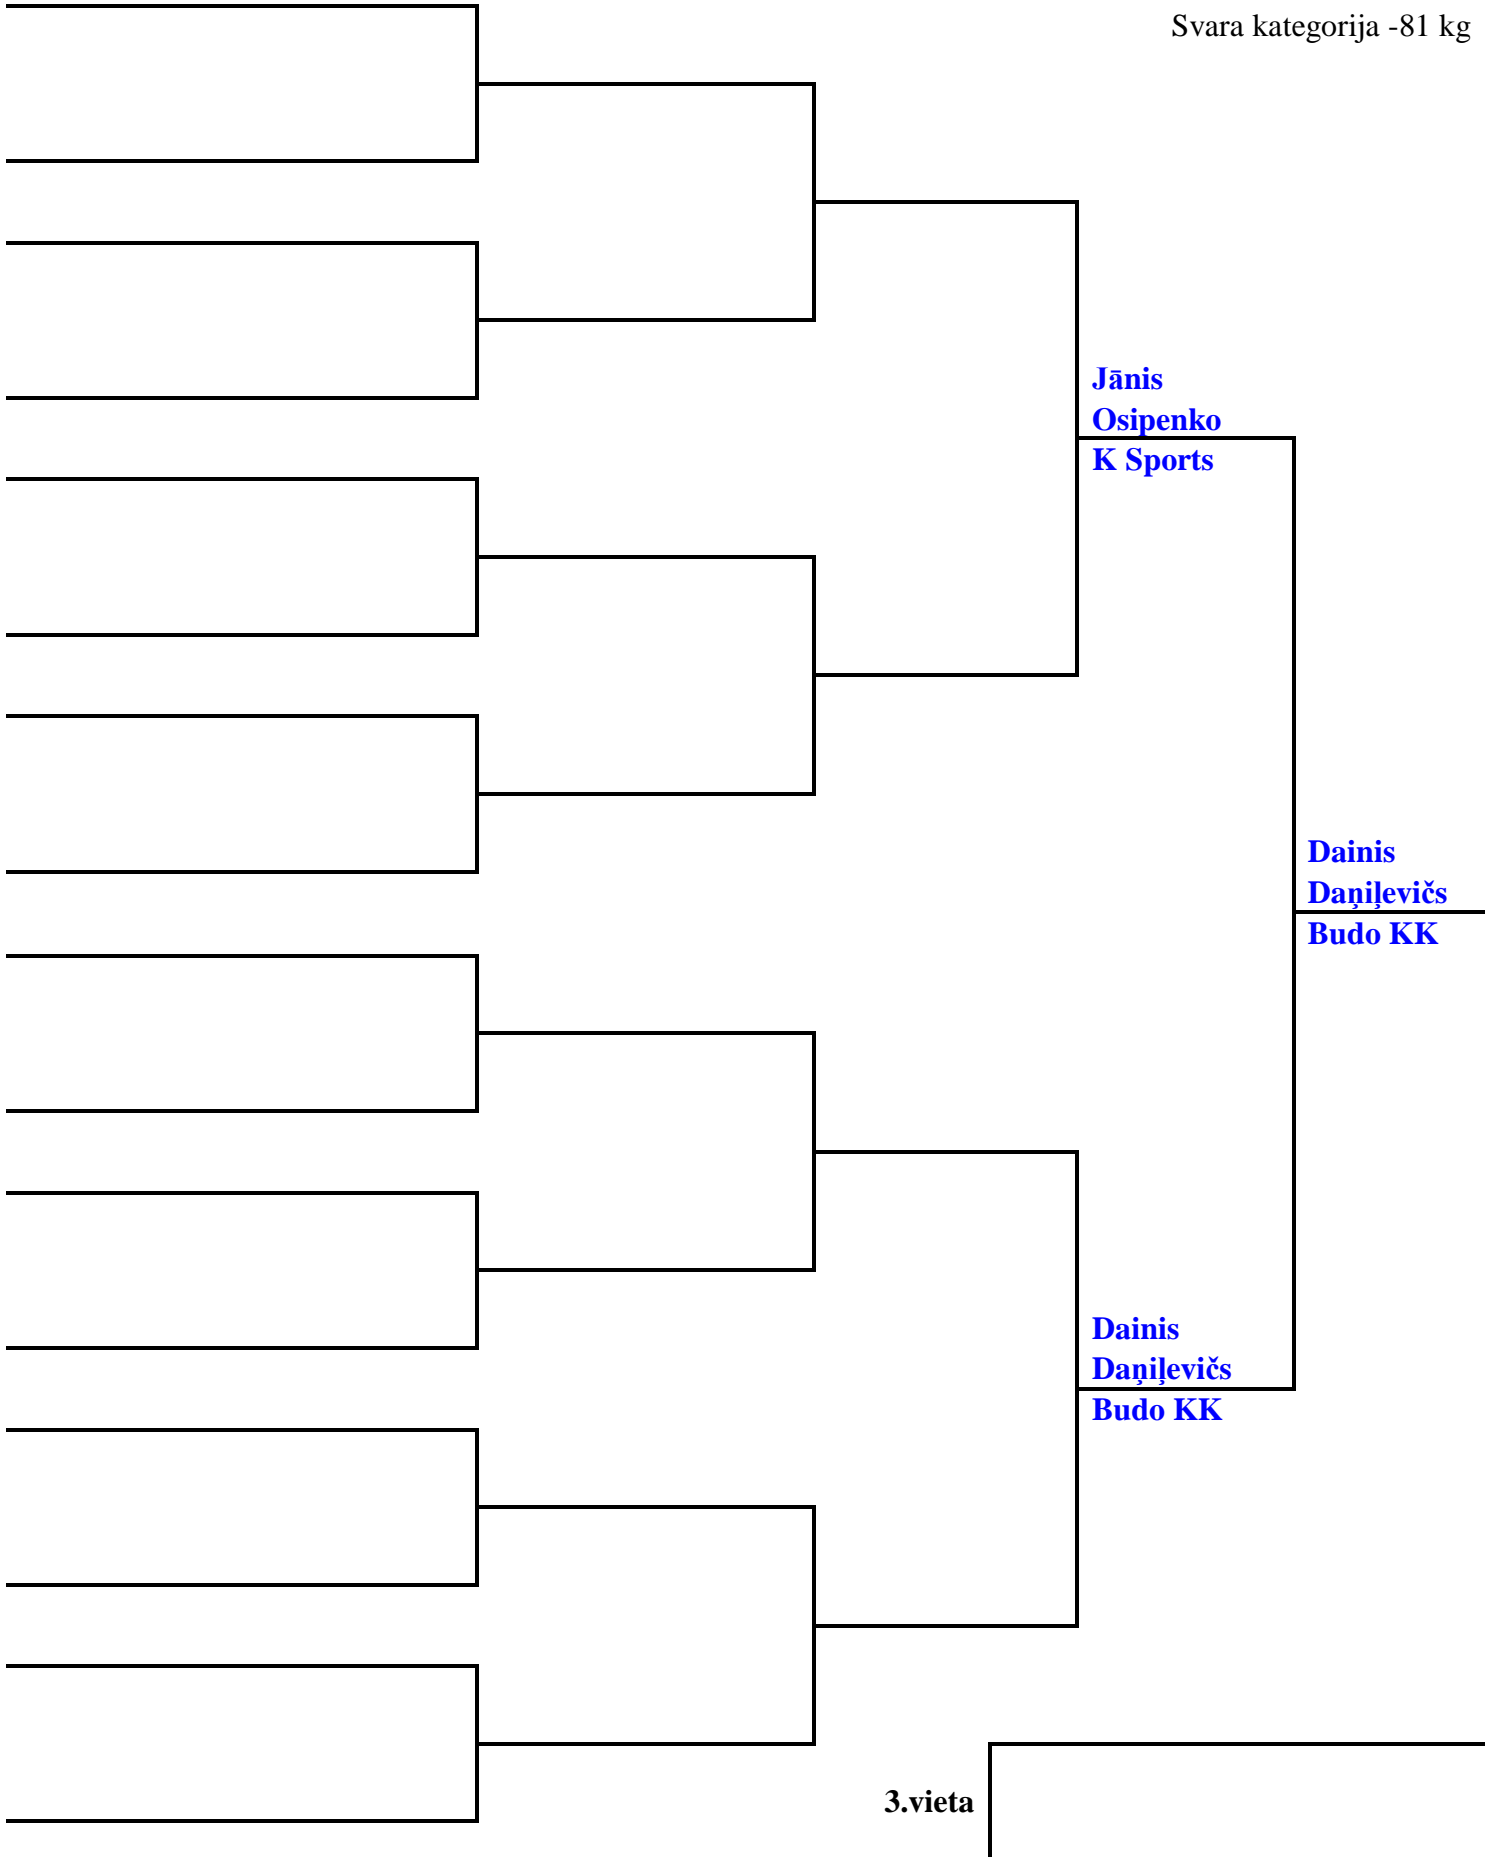 Svara kategorija -81 kg
Jānis
Osipenko
K Sports
Dainis
Daņiļevičs
Budo KK
Dainis
Daņiļevičs
Budo KK
3.vieta